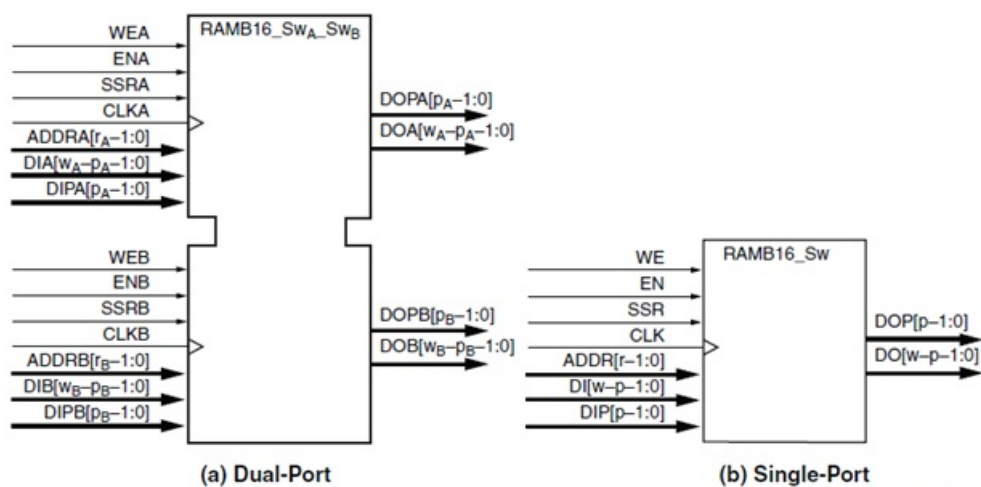 RAMB16_SwA_SwB
WEA
ENA
SSRA
CLKA
ADDRA[rA–1:0]
DIA[wA–pA–1:0]
DIPA[pA–1:0]
DOPA[pA–1:0]
DOA[wA–pA–1:0]
WEB
ENB
SSRB
CLKB
ADDRB[rB–1:0]
DIB[wB–pB–1:0]
DIPB[pB–1:0]
DOPB[pB–1:0]
DOB[wB–pB–1:0]
(a) Dual-Port
RAMB16_Sw
WE
EN
SSR
CLK
ADDR[r–1:0]
DI[w–p–1:0]
DIP[p–1:0]
DOP[p–1:0]
DO[w–p–1:0]
(b) Single-Port